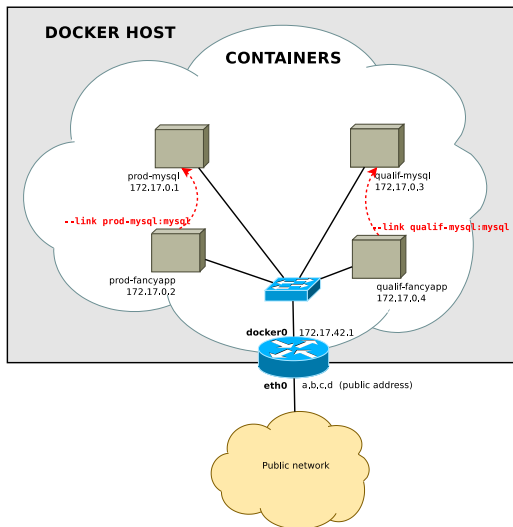 DOCKER HOST
CONTAINERS
prod-mysql
172.17.0.1
qualif-mysql
172.17.0.3
--link prod-mysql:mysql
--link qualif-mysql:mysql
prod-fancyapp
172.17.0.2
qualif-fancyapp
172.17.0.4
docker0
172.17.42.1
eth0
a.b.c.d (public address)
Public network